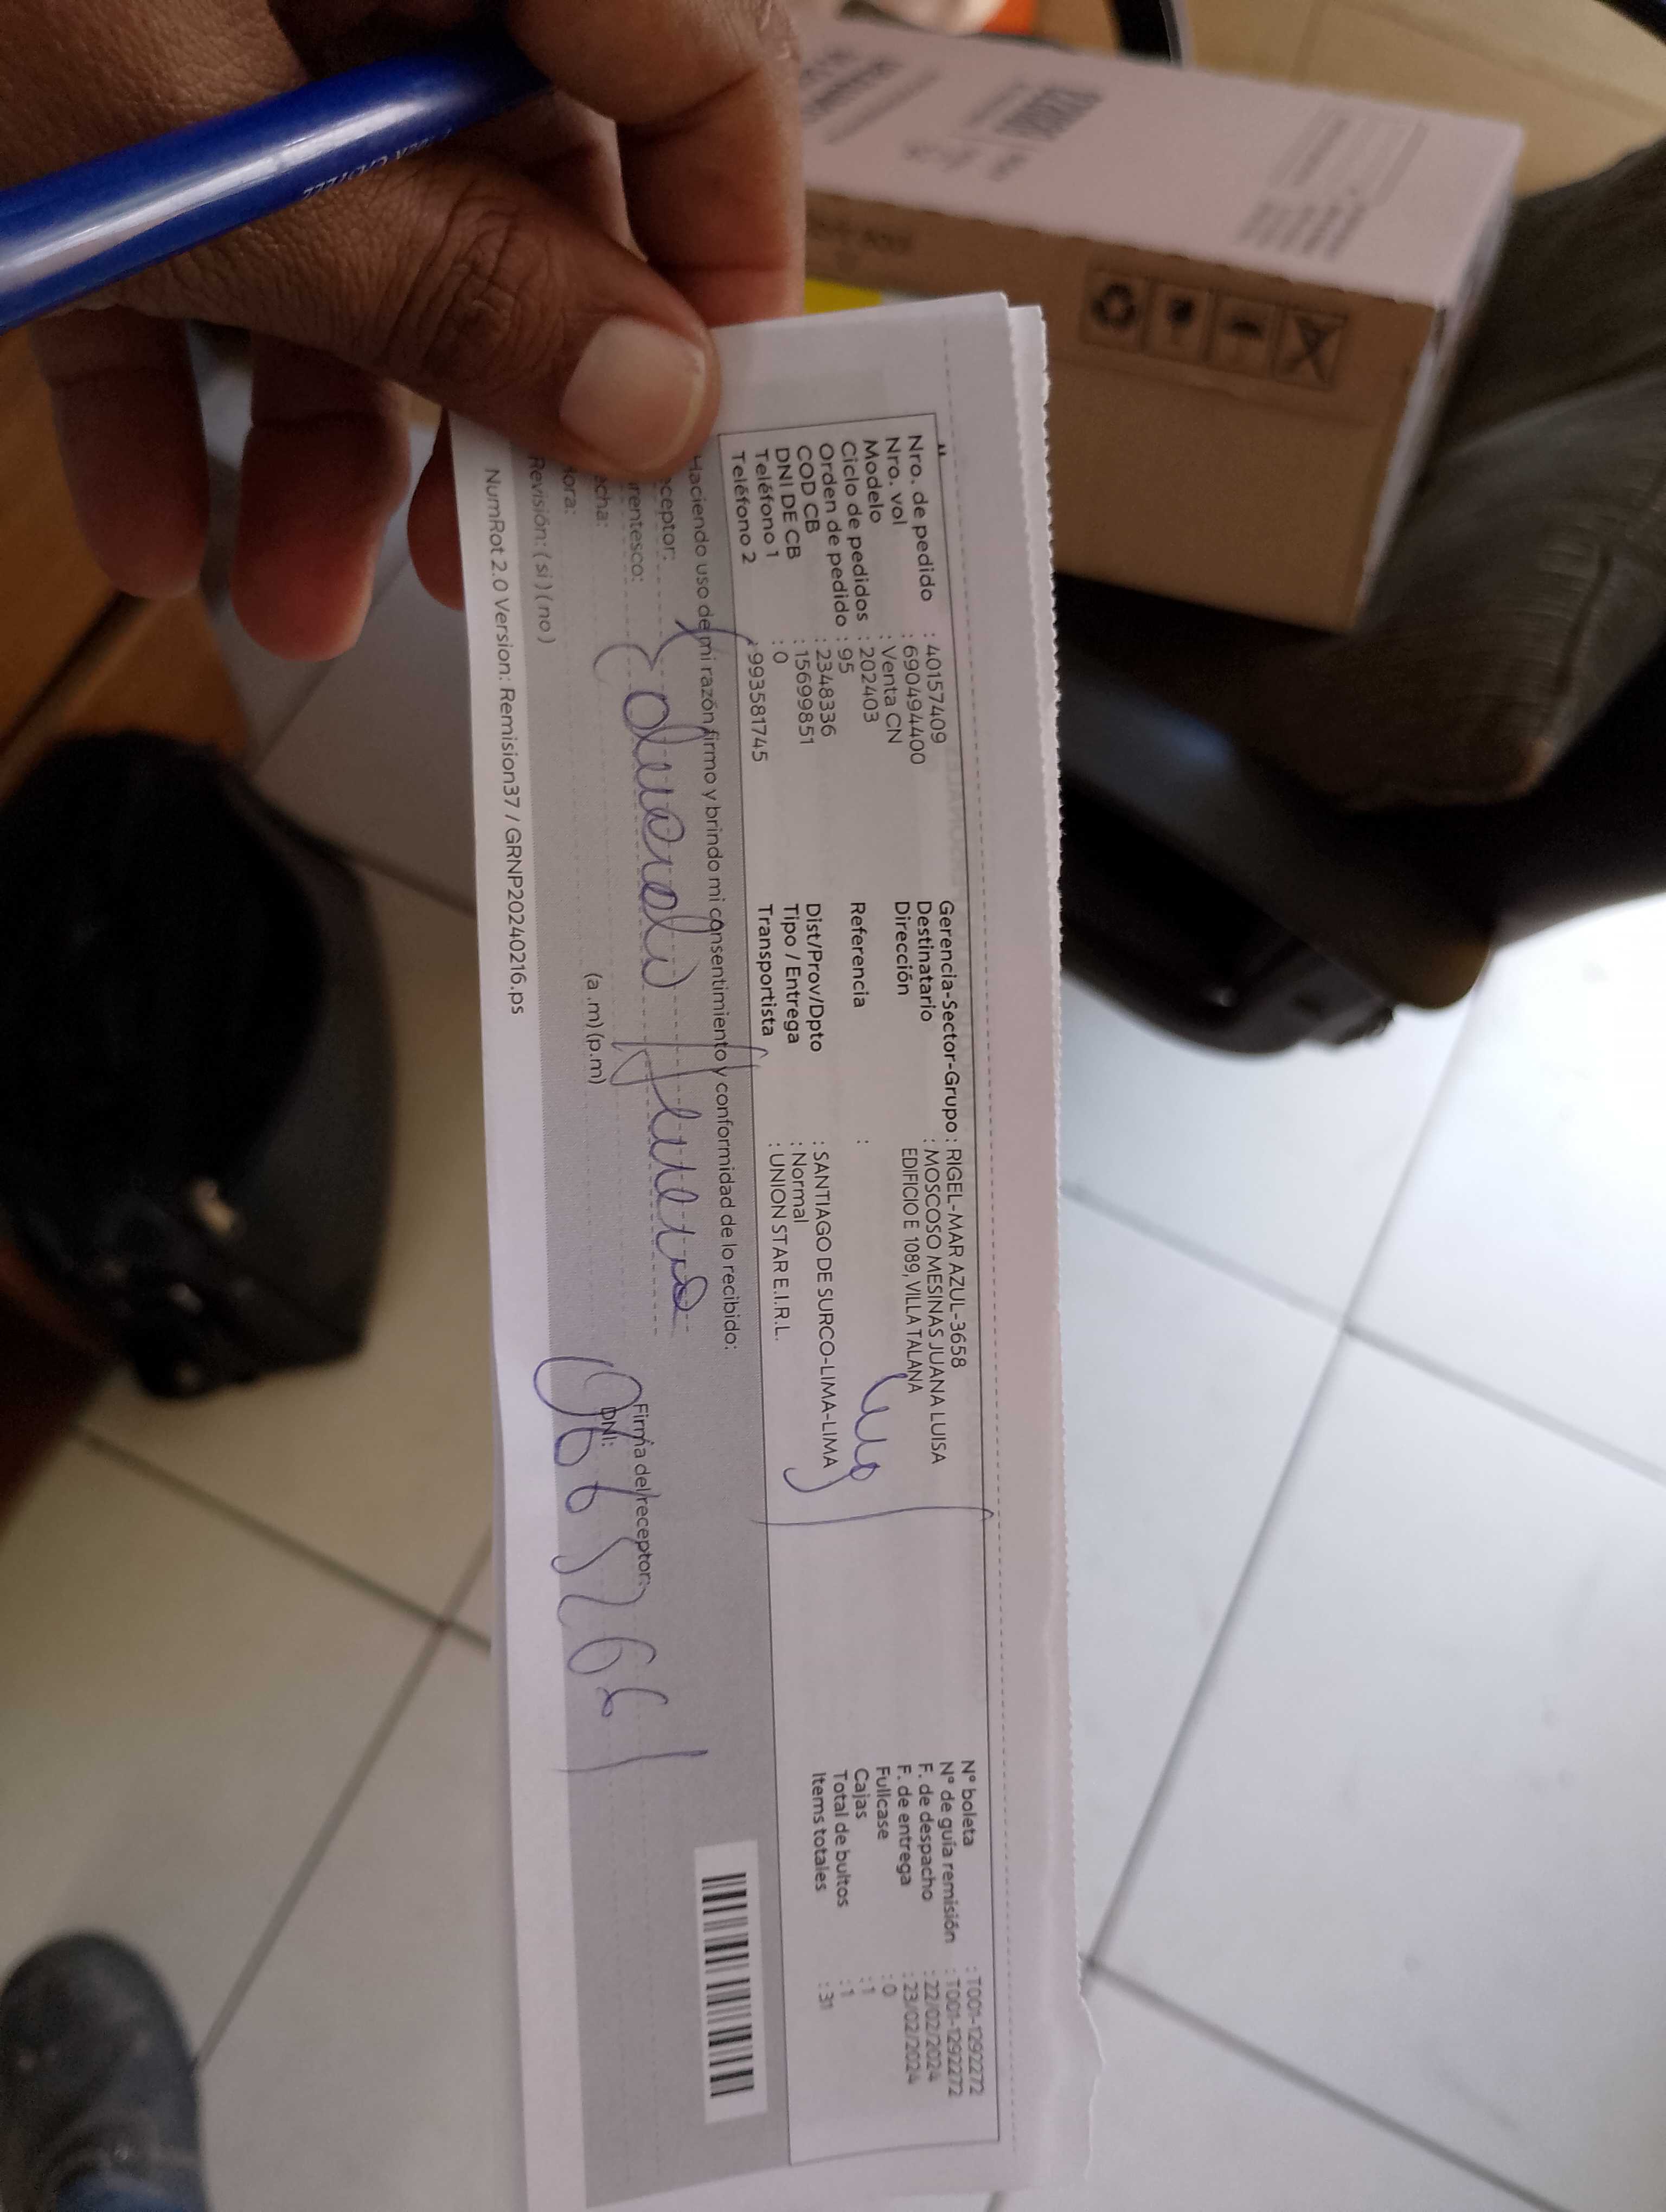 Nro. de pedido : 40157409
Nro. vol : 690494400
Modelo : Venta CN
Ciclo de pedidos : 202403
Orden de pedido : 95
COD CB : 2348336
DNI DE CB : 15699851
Teléfono 1 : 0
Teléfono 2 : 993581745
Gerencia-Sector-Grupo : RIGEL-MAR AZUL-3658
Destinatario : MOSCOSO MESINAS JUANA LUISA
Dirección EDIFICIO E 1089, VILLA TALANA
Referencia :
Dist/Prov/Dpto : SANTIAGO DE SURCO-LIMA-LIMA
Tipo / Entrega : Normal
Transportista : UNION STAR E.I.R.L.
N° boleta : T001-1292272
N° de guía remisión : T001-1292272
F. de despacho : 22/02/2024
F. de entrega : 23/02/2024
Fullcase : 0
Cajas : 1
Total de bultos : 1
Items totales : 31
Haciendo uso de mi razón firmo y brindo mi consentimiento y conformidad de lo recibido:
eceptor:
rentesco:
echa:
ora: (a .m) (p.m)
Firma del receptor:
DNI:
Revisión: ( si ) ( no )
NumRot 2.0 Version: Remision37 / GRNP20240216.ps